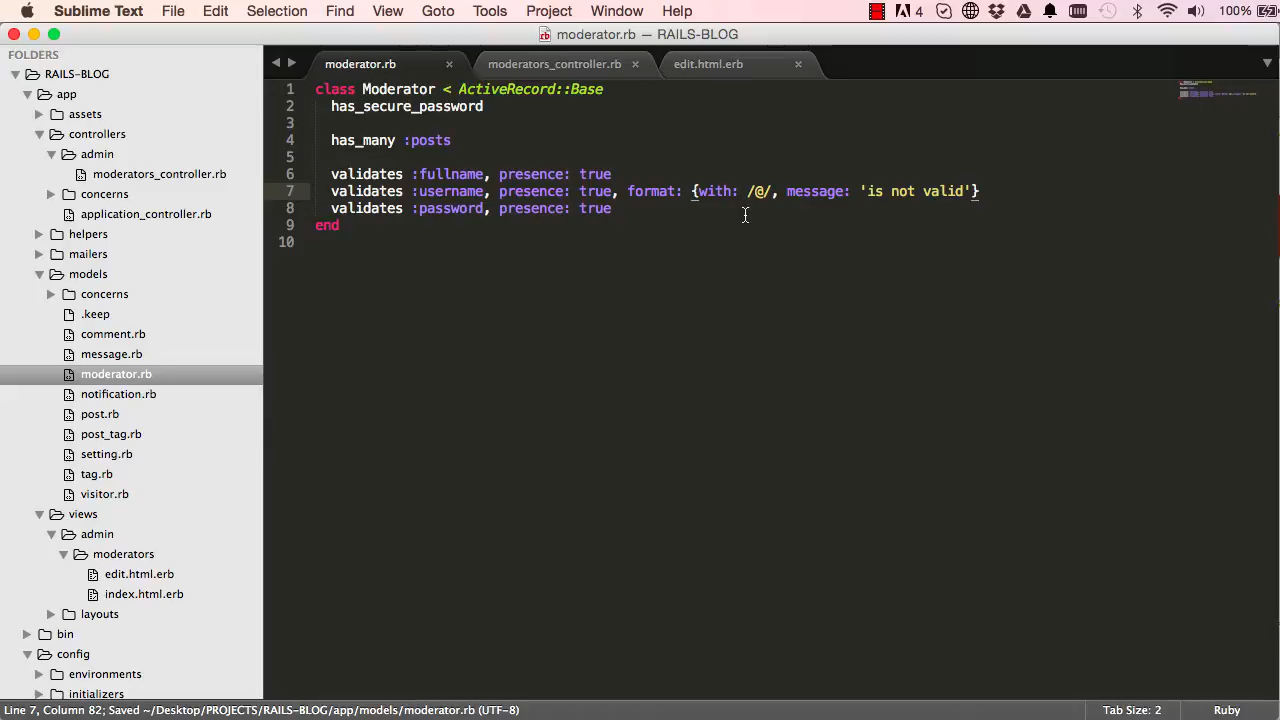 Sublime Text File Edit Selection Find View Goto Tools Project Window Help 4 100%
moderator.rb — RAILS-BLOG
FOLDERS
RAILS-BLOG
app
assets
controllers
admin
moderators_controller.rb
concerns
application_controller.rb
helpers
mailers
models
concerns
.keep
comment.rb
message.rb
moderator.rb
notification.rb
post.rb
post_tag.rb
setting.rb
tag.rb
visitor.rb
views
admin
moderators
edit.html.erb
index.html.erb
layouts
bin
config
environments
initializers
moderator.rb moderators_controller.rb edit.html.erb
1 class Moderator < ActiveRecord::Base
2 has_secure_password
3
4 has_many :posts
5
6 validates :fullname, presence: true
7 validates :username, presence: true, format: {with: /@/, message: 'is not valid'}
8 validates :password, presence: true
9 end
10
Line 7, Column 82; Saved ~/Desktop/PROJECTS/RAILS-BLOG/app/models/moderator.rb (UTF-8) Tab Size: 2 Ruby